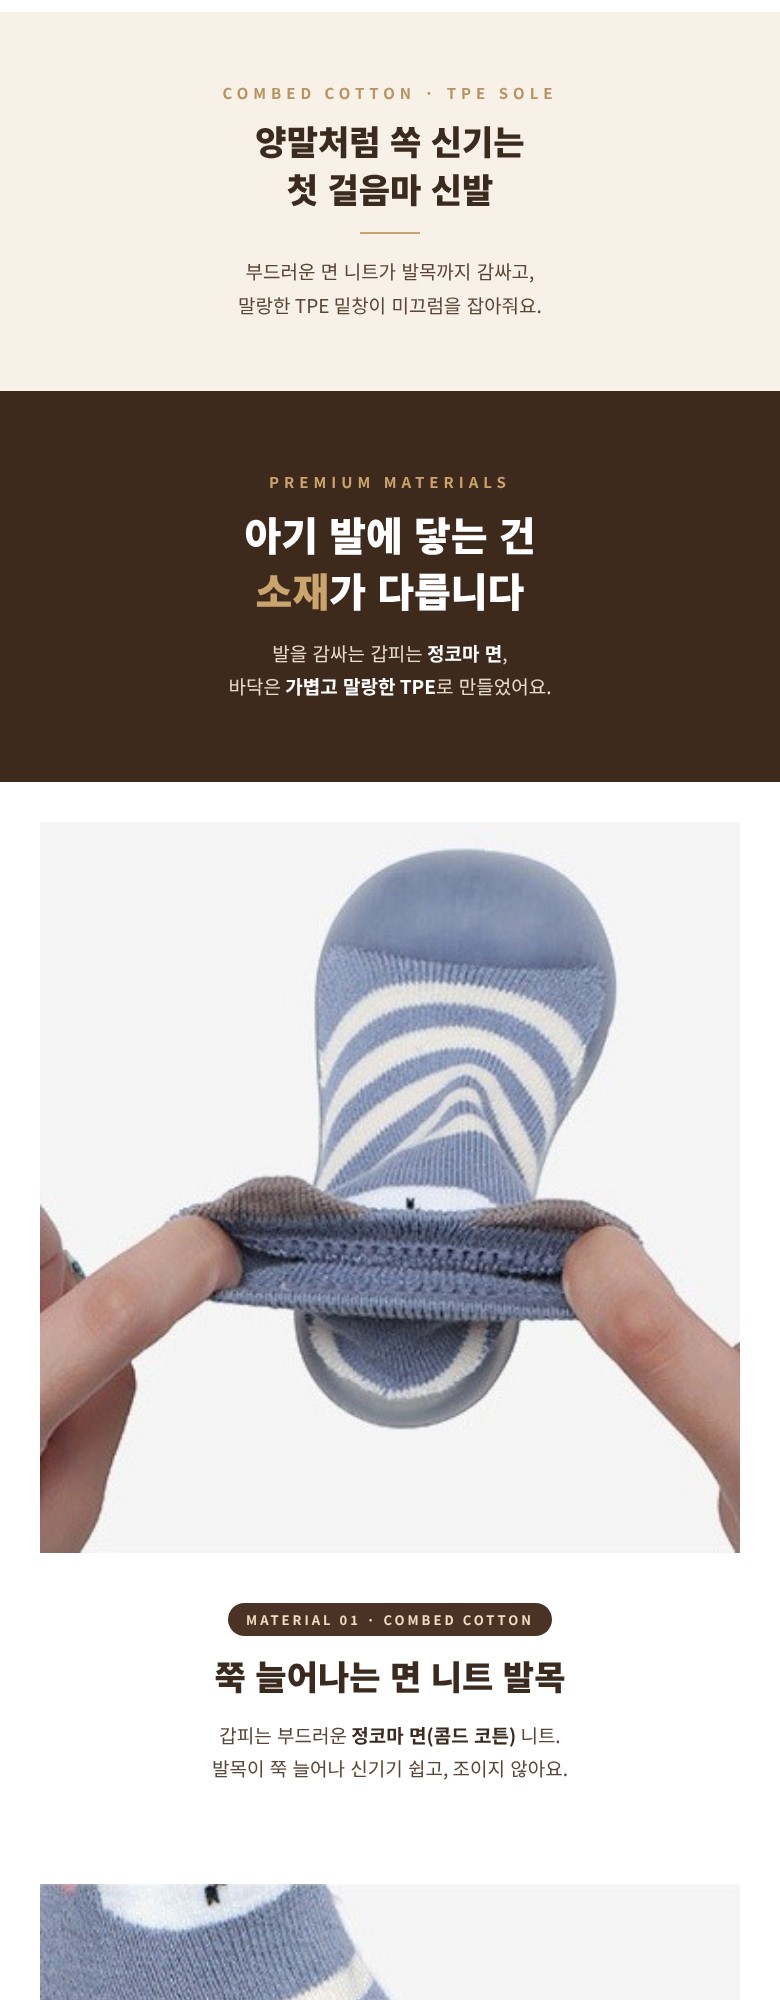 COMBED COTTON · TPE SOLE
양말처럼 쏙 신기는
첫 걸음마 신발
부드러운 면 니트가 발목까지 감싸고,
말랑한 TPE 밑창이 미끄럼을 잡아줘요.
PREMIUM MATERIALS
아기 발에 닿는 건
소재가 다릅니다
발을 감싸는 갑피는 정코마 면,
바닥은 가볍고 말랑한 TPE로 만들었어요.
MATERIAL 01 · COMBED COTTON
쭉 늘어나는 면 니트 발목
갑피는 부드러운 정코마 면(콤드 코튼) 니트.
발목이 쭉 늘어나 신기기 쉽고, 조이지 않아요.